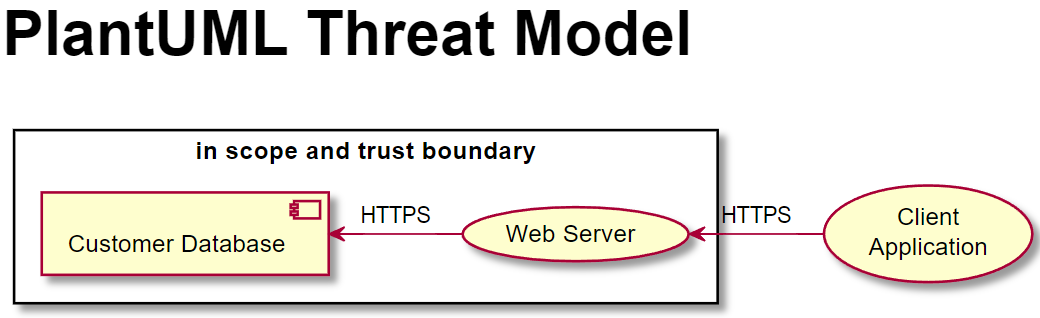 PlantUML Threat Model
in scope and trust boundary
Customer Database
HTTPS
Web Server
HTTPS
Client
Application